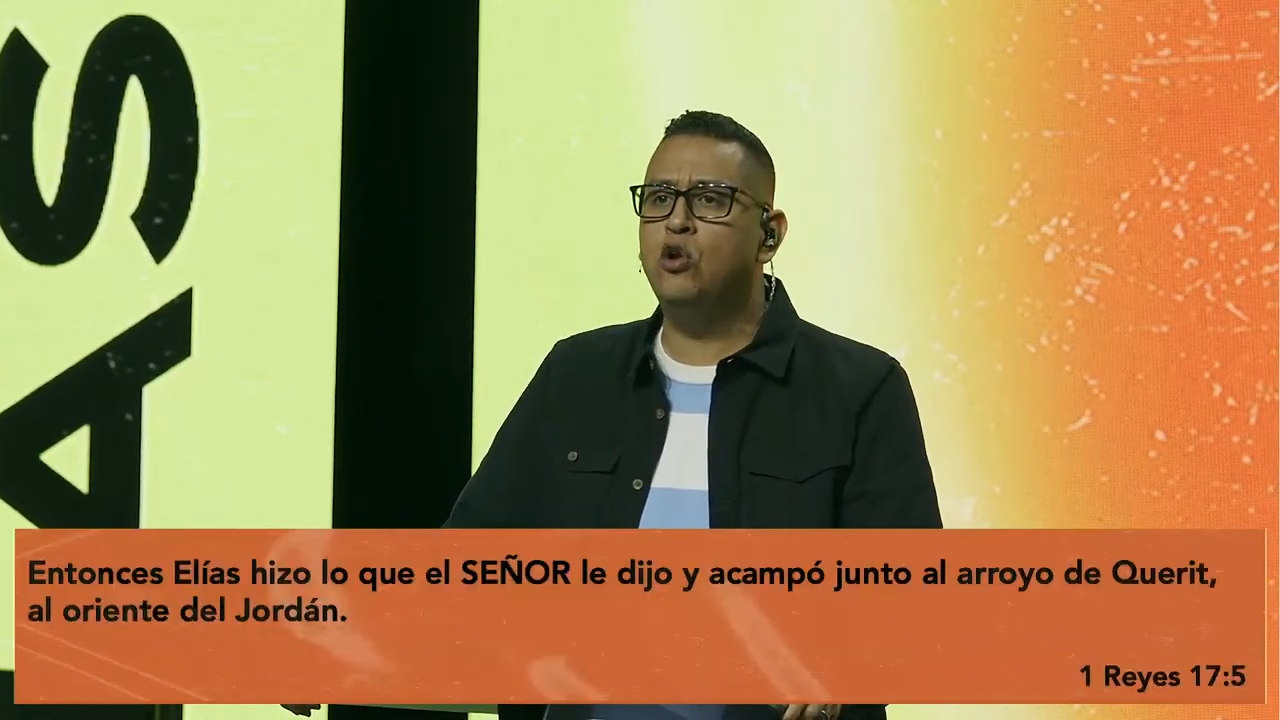 AS
Entonces Elías hizo lo que el SEÑOR le dijo y acampó junto al arroyo de Querit,
al oriente del Jordán.
1 Reyes 17:5